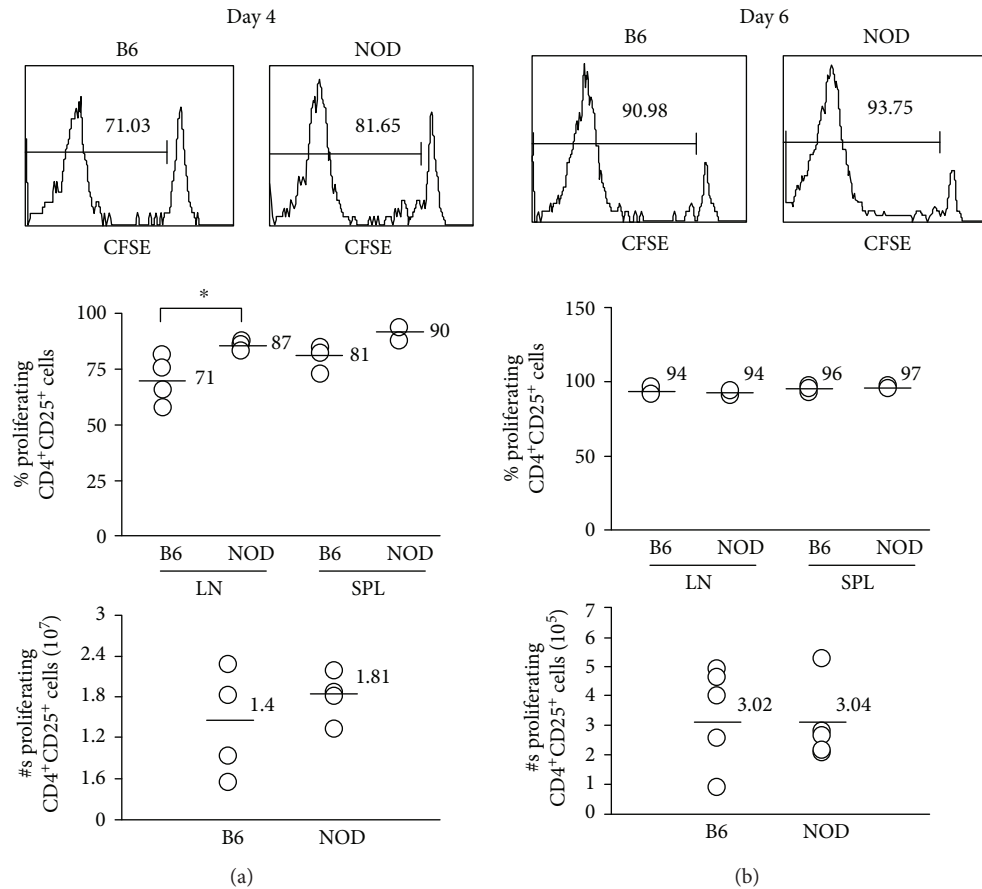 Day 4
B6
NOD
71.03
81.65
CFSE
CFSE
% proliferating
CD4⁺CD25⁺ cells
100
75
50
25
0
*
71
87
81
90
B6
NOD
B6
NOD
LN
SPL
#s proliferating
CD4⁺CD25⁺ cells (10⁷)
3
2.4
1.8
1.2
1.6
0
1.4
1.81
B6
NOD
(a)
Day 6
B6
NOD
90.98
93.75
CFSE
CFSE
% proliferating
CD4⁺CD25⁺ cells
150
100
50
0
94
94
96
97
B6
NOD
B6
NOD
LN
SPL
#s proliferating
CD4⁺CD25⁺ cells (10⁵)
7
6
5
4
3
2
1
0
3.02
3.04
B6
NOD
(b)